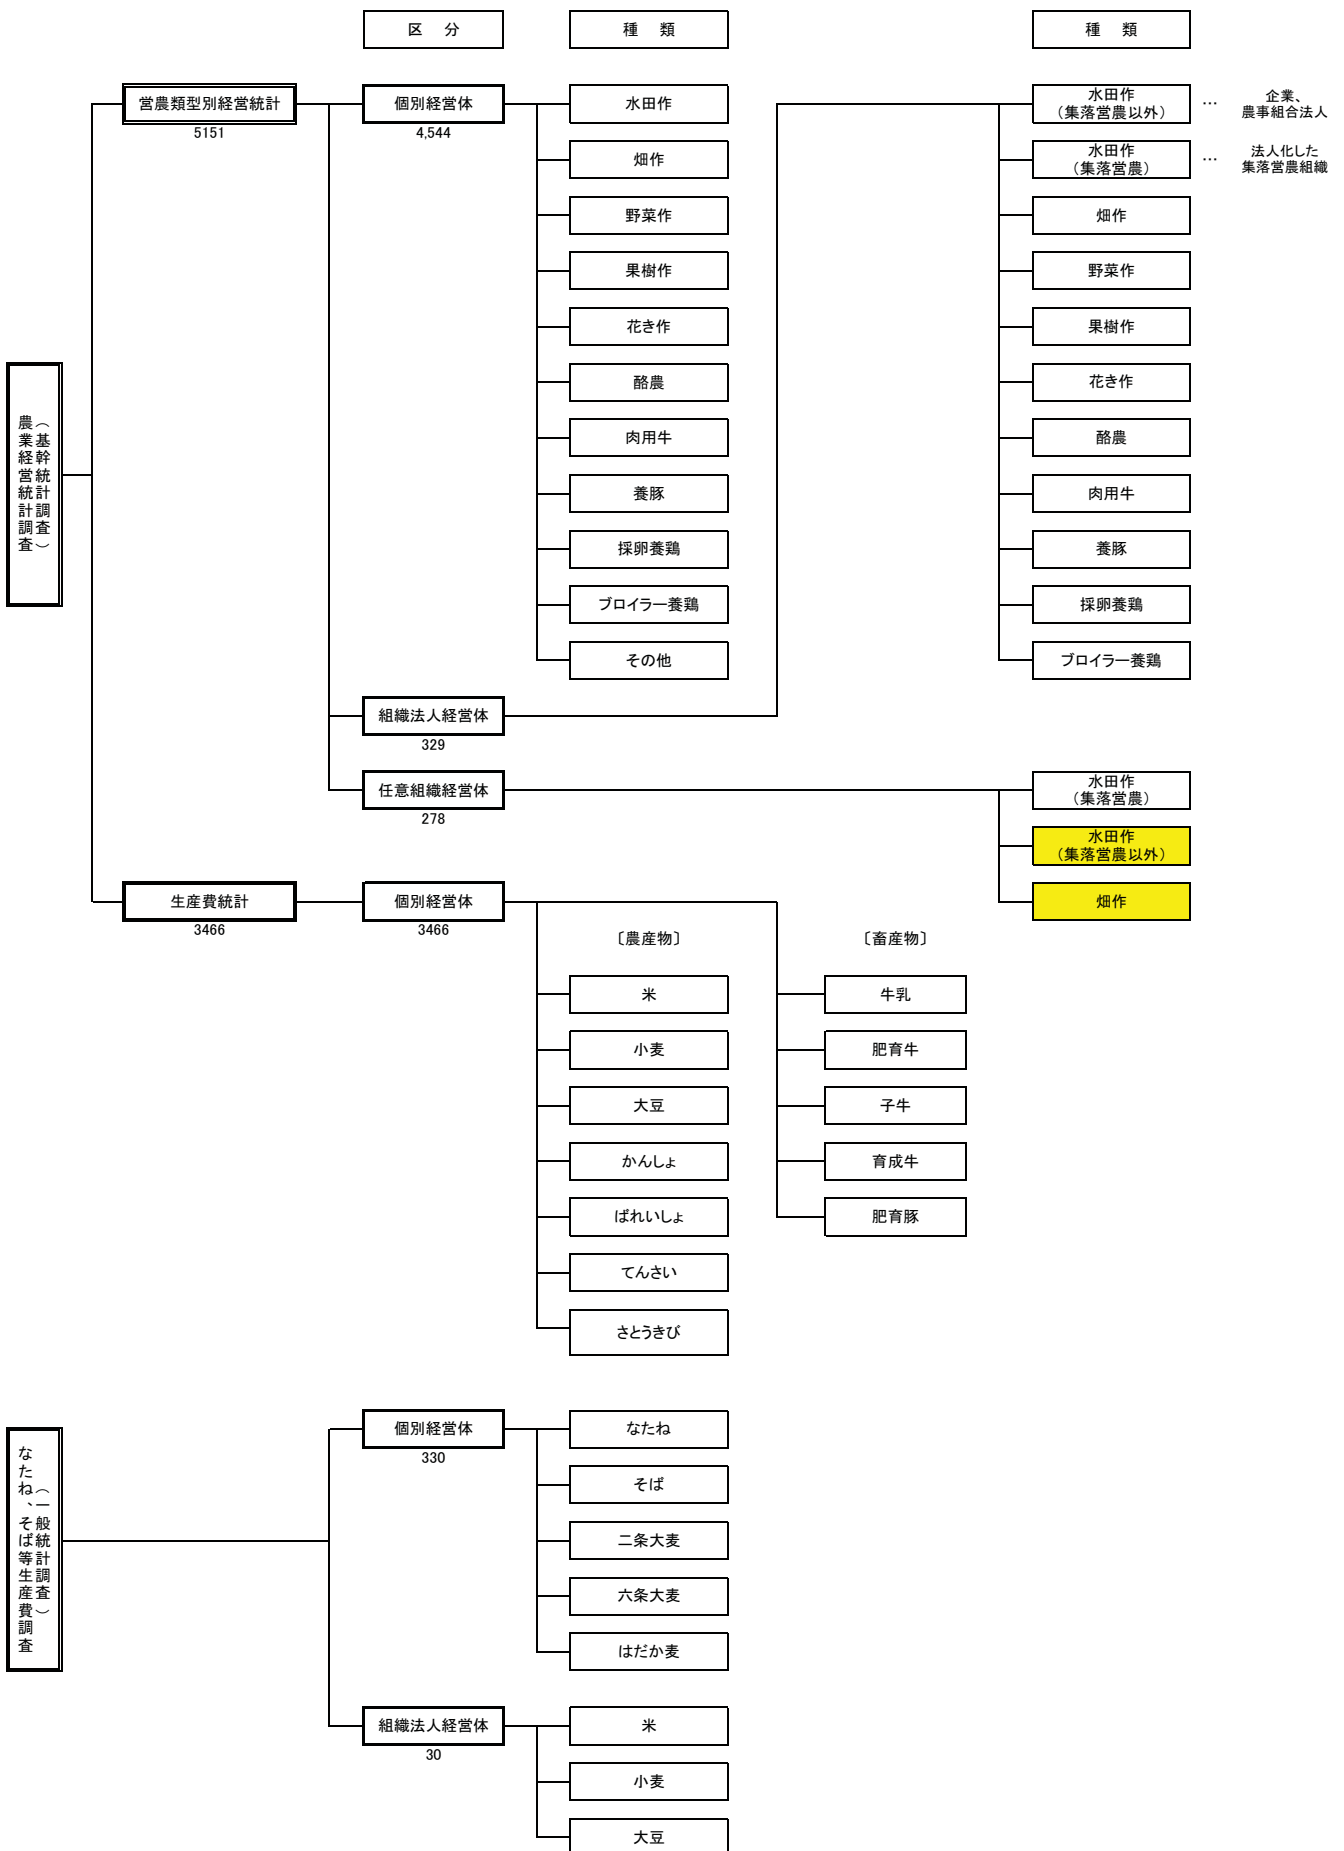 区　分
種　類
種　類
農業経営統計調査
（基幹統計調査）
営農類型別経営統計
5151
個別経営体
4,544
水田作
畑作
野菜作
果樹作
花き作
酪農
肉用牛
養豚
採卵養鶏
ブロイラー養鶏
その他
組織法人経営体
329
水田作
（集落営農以外）
… 企業、
農事組合法人
水田作
（集落営農）
… 法人化した
集落営農組織
畑作
野菜作
果樹作
花き作
酪農
肉用牛
養豚
採卵養鶏
ブロイラー養鶏
任意組織経営体
278
水田作
（集落営農）
水田作
（集落営農以外）
畑作
生産費統計
3466
個別経営体
3466
〔農産物〕
米
小麦
大豆
かんしょ
ばれいしょ
てんさい
さとうきび
〔畜産物〕
牛乳
肥育牛
子牛
育成牛
肥育豚
なたね、そば等生産費調査
（一般統計調査）
個別経営体
330
なたね
そば
二条大麦
六条大麦
はだか麦
組織法人経営体
30
米
小麦
大豆